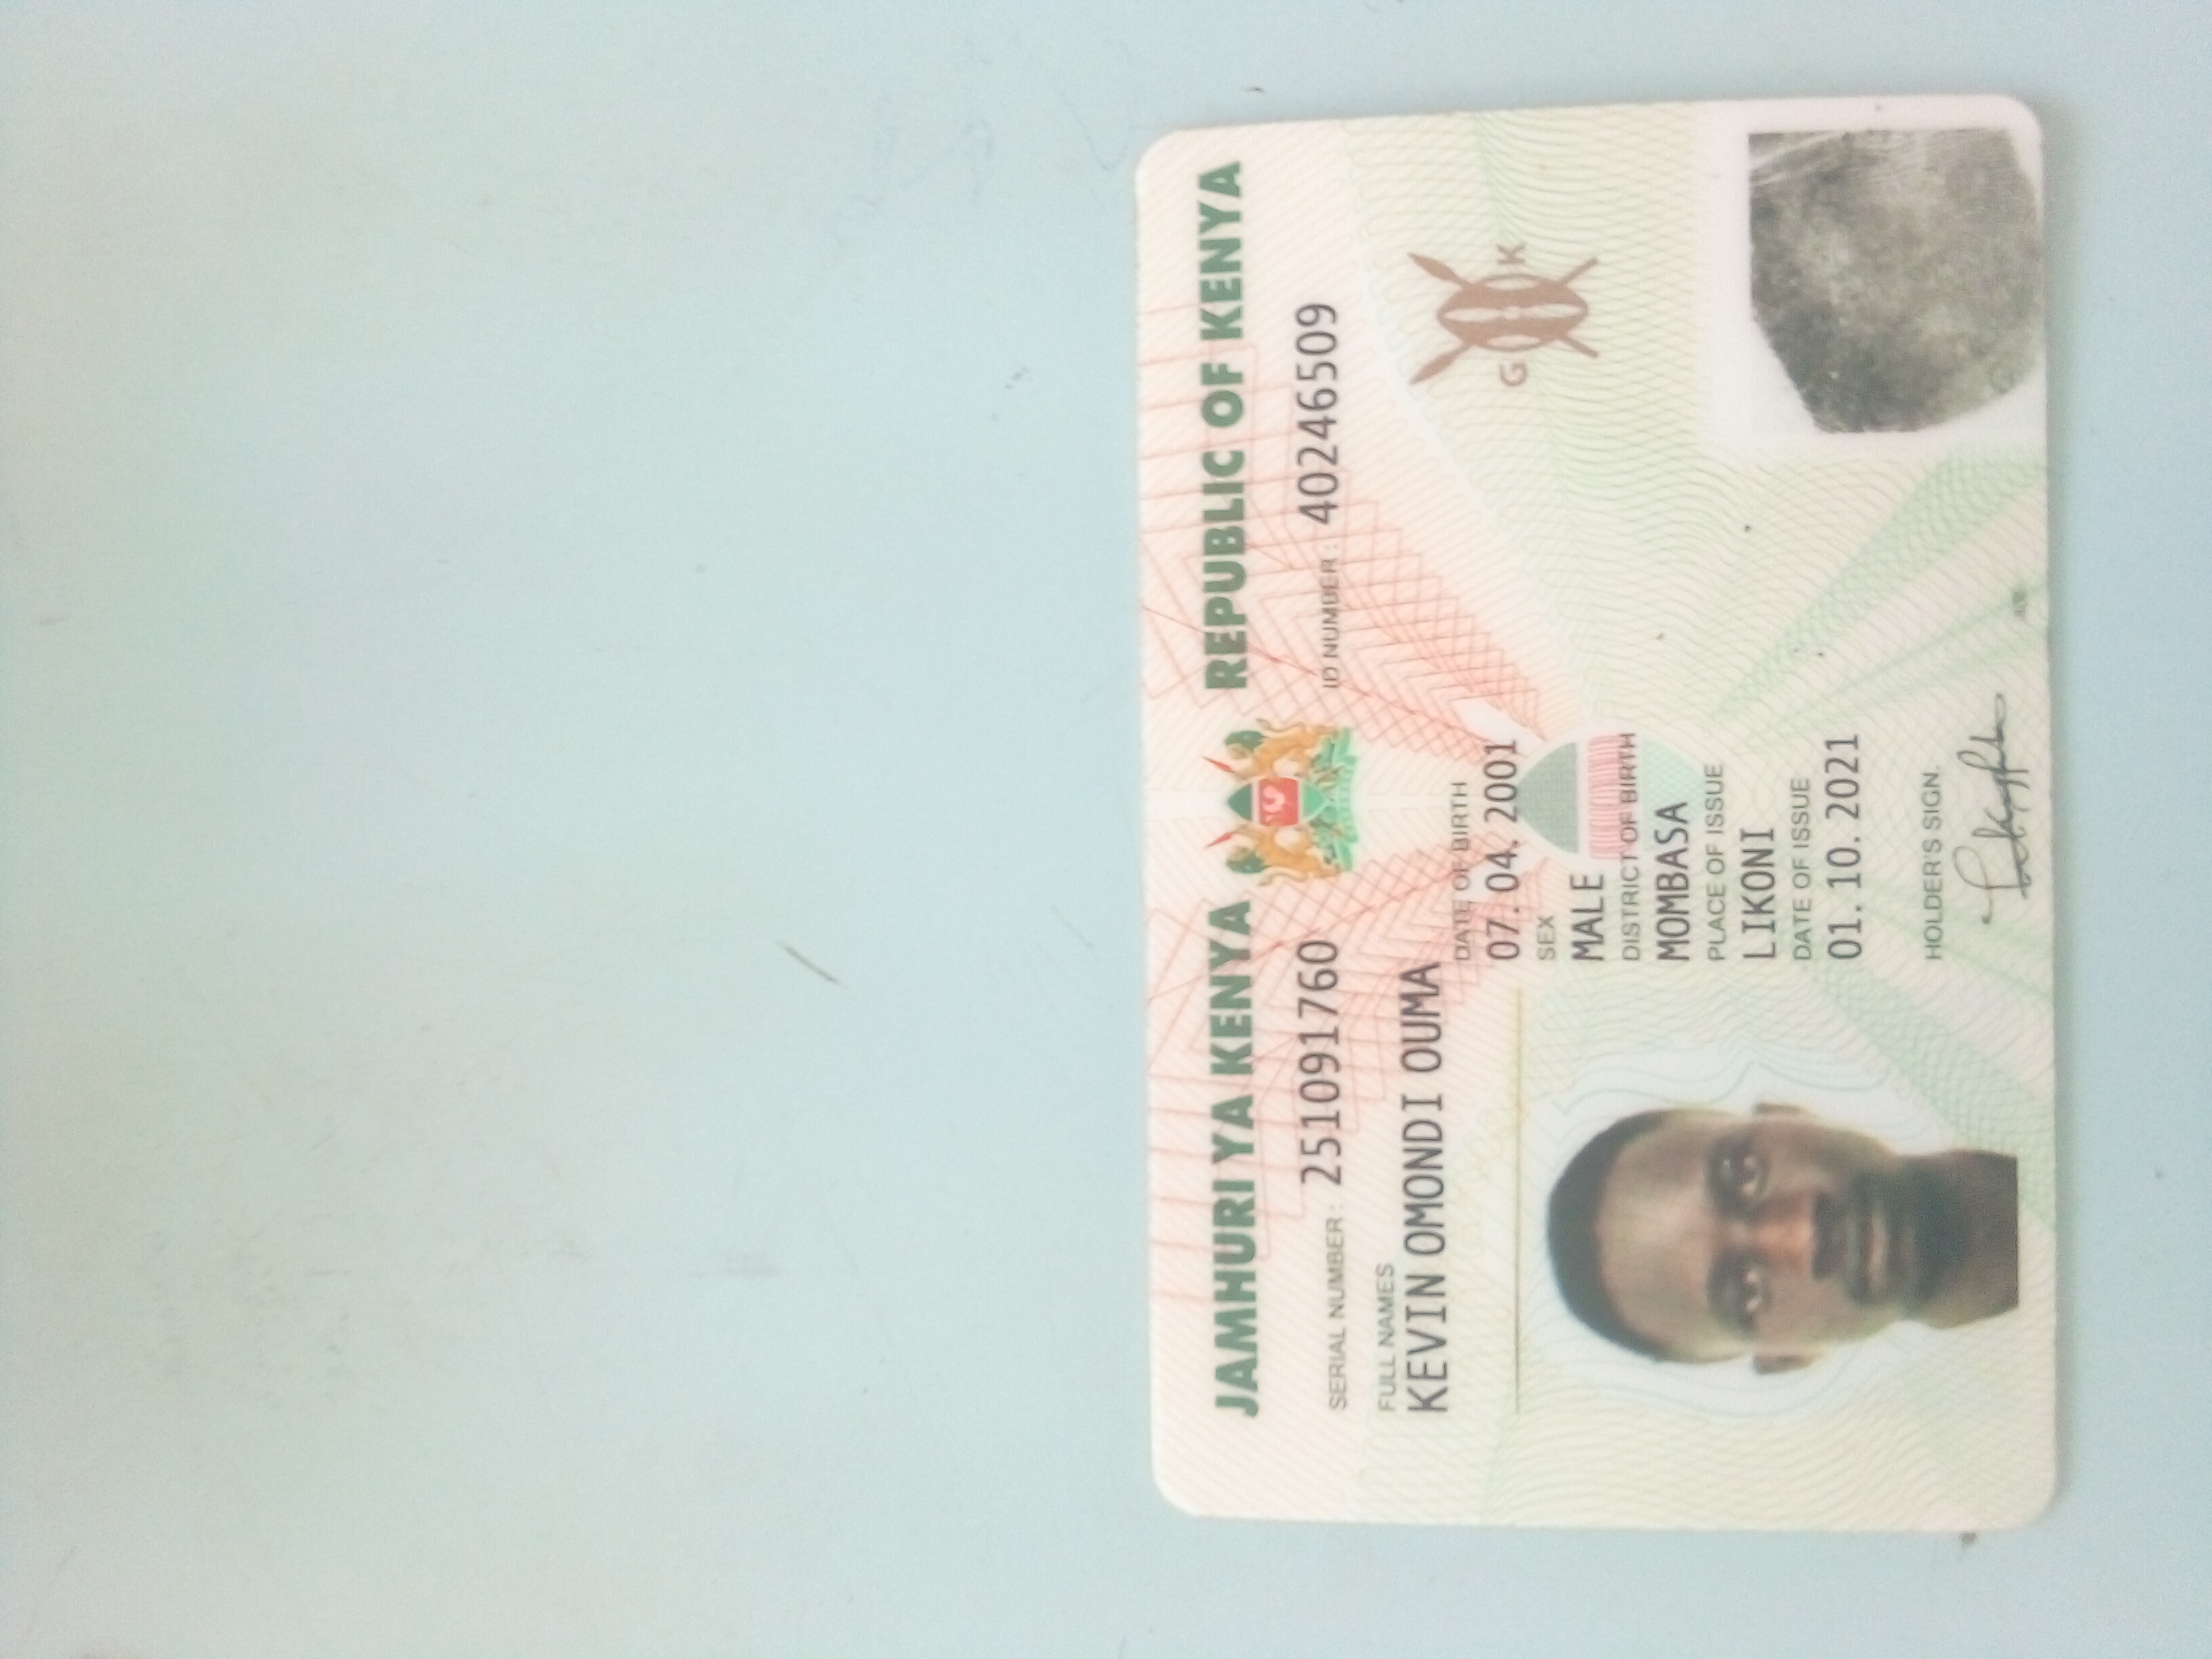 JAMHURI YA KENYA REPUBLIC OF KENYA
SERIAL NUMBER: 251091760 ID NUMBER: 40246509
FULL NAMES
KEVIN OMONDI OUMA
DATE OF BIRTH
07. 04. 2001
SEX
MALE
DISTRICT OF BIRTH
MOMBASA
PLACE OF ISSUE
LIKONI
DATE OF ISSUE
01. 10. 2021
HOLDER'S SIGN.
G K